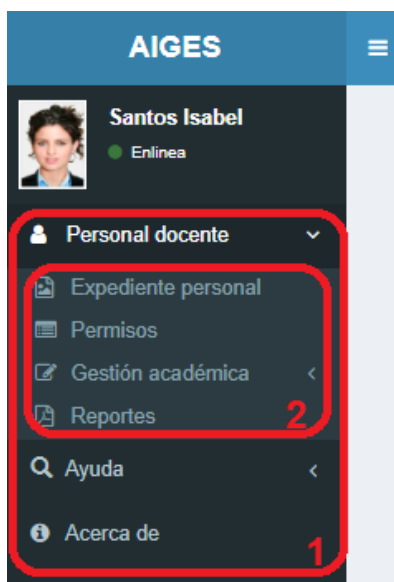 AIGES
Santos Isabel
Enlinea
Personal docente
Expediente personal
Permisos
Gestión académica
Reportes
2
Ayuda
Acerca de
1